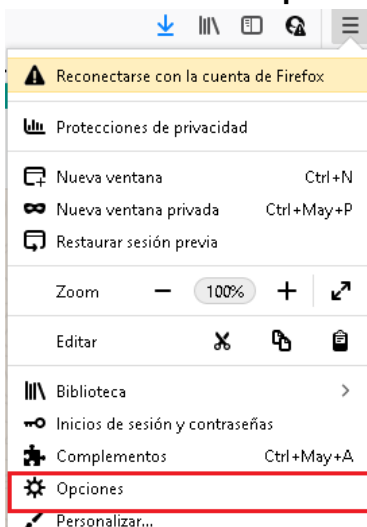 Reconectarse con la cuenta de Firefox
Protecciones de privacidad
Nueva ventana Ctrl+N
Nueva ventana privada Ctrl+May+P
Restaurar sesión previa
Zoom 100%
Editar
Biblioteca
Inicios de sesión y contraseñas
Complementos Ctrl+May+A
Opciones
Personalizar...